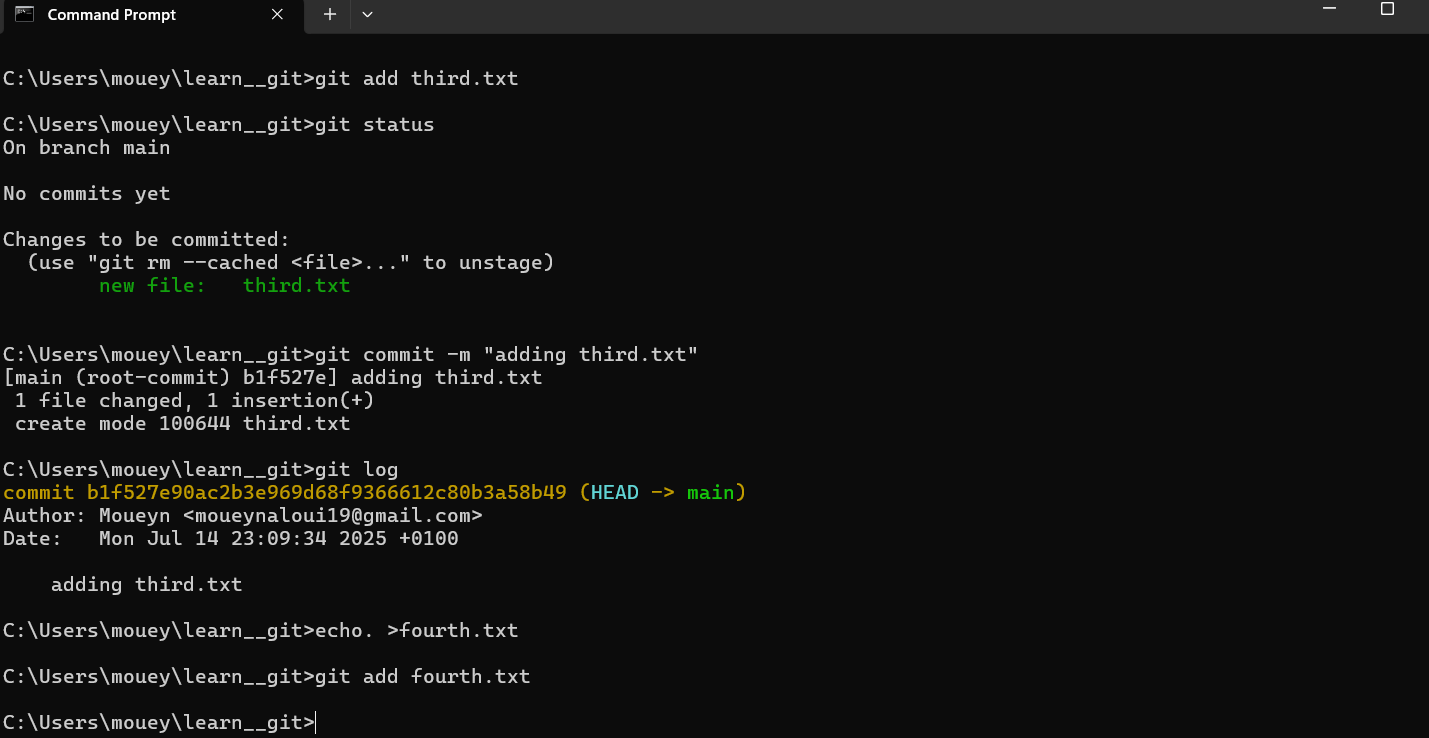 Command Prompt
C:\Users\mouey\learn__git>git add third.txt
C:\Users\mouey\learn__git>git status
On branch main
No commits yet
Changes to be committed:
  (use "git rm --cached <file>..." to unstage)
        new file:   third.txt
C:\Users\mouey\learn__git>git commit -m "adding third.txt"
[main (root-commit) b1f527e] adding third.txt
 1 file changed, 1 insertion(+)
 create mode 100644 third.txt
C:\Users\mouey\learn__git>git log
commit b1f527e90ac2b3e969d68f9366612c80b3a58b49 (HEAD -> main)
Author: Moueyn <moueynaloui19@gmail.com>
Date:   Mon Jul 14 23:09:34 2025 +0100
    adding third.txt
C:\Users\mouey\learn__git>echo. >fourth.txt
C:\Users\mouey\learn__git>git add fourth.txt
C:\Users\mouey\learn__git>